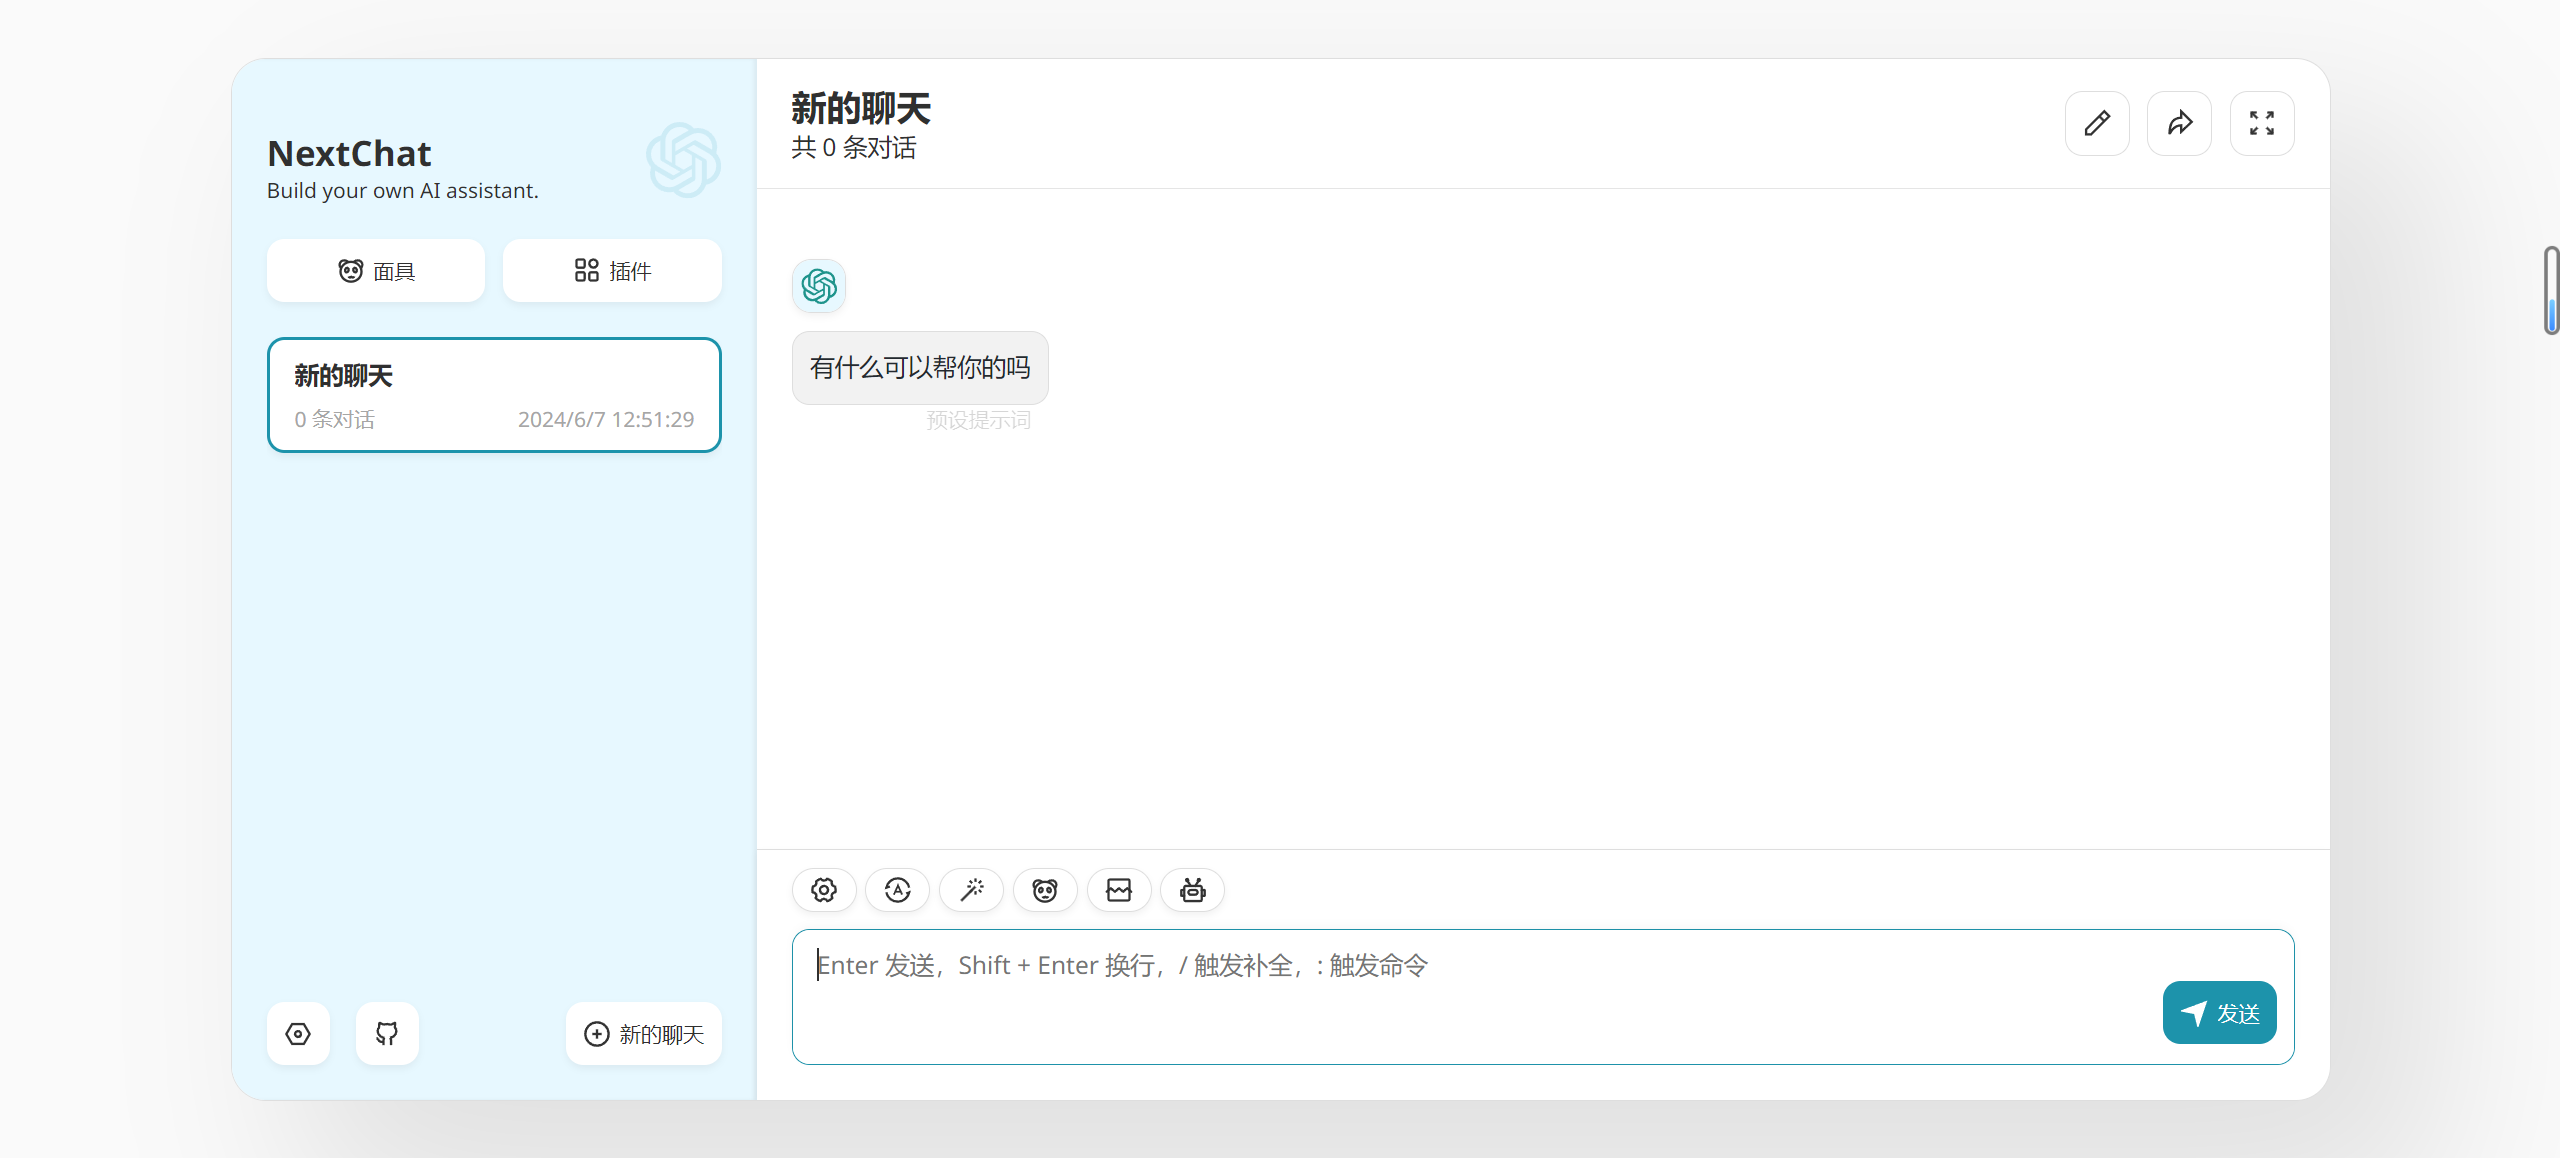 NextChat
Build your own AI assistant.
面具
插件
新的聊天
0 条对话
2024/6/7 12:51:29
新的聊天
新的聊天
共 0 条对话
有什么可以帮你的吗
预设提示词
Enter 发送，Shift + Enter 换行，/ 触发补全，: 触发命令
发送